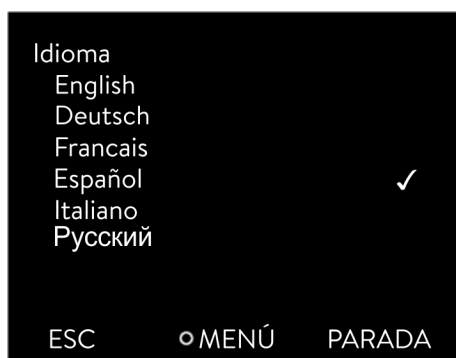 Idioma
English
Deutsch
Francais
Español
Italiano
Русский
ESC MENÚ PARADA